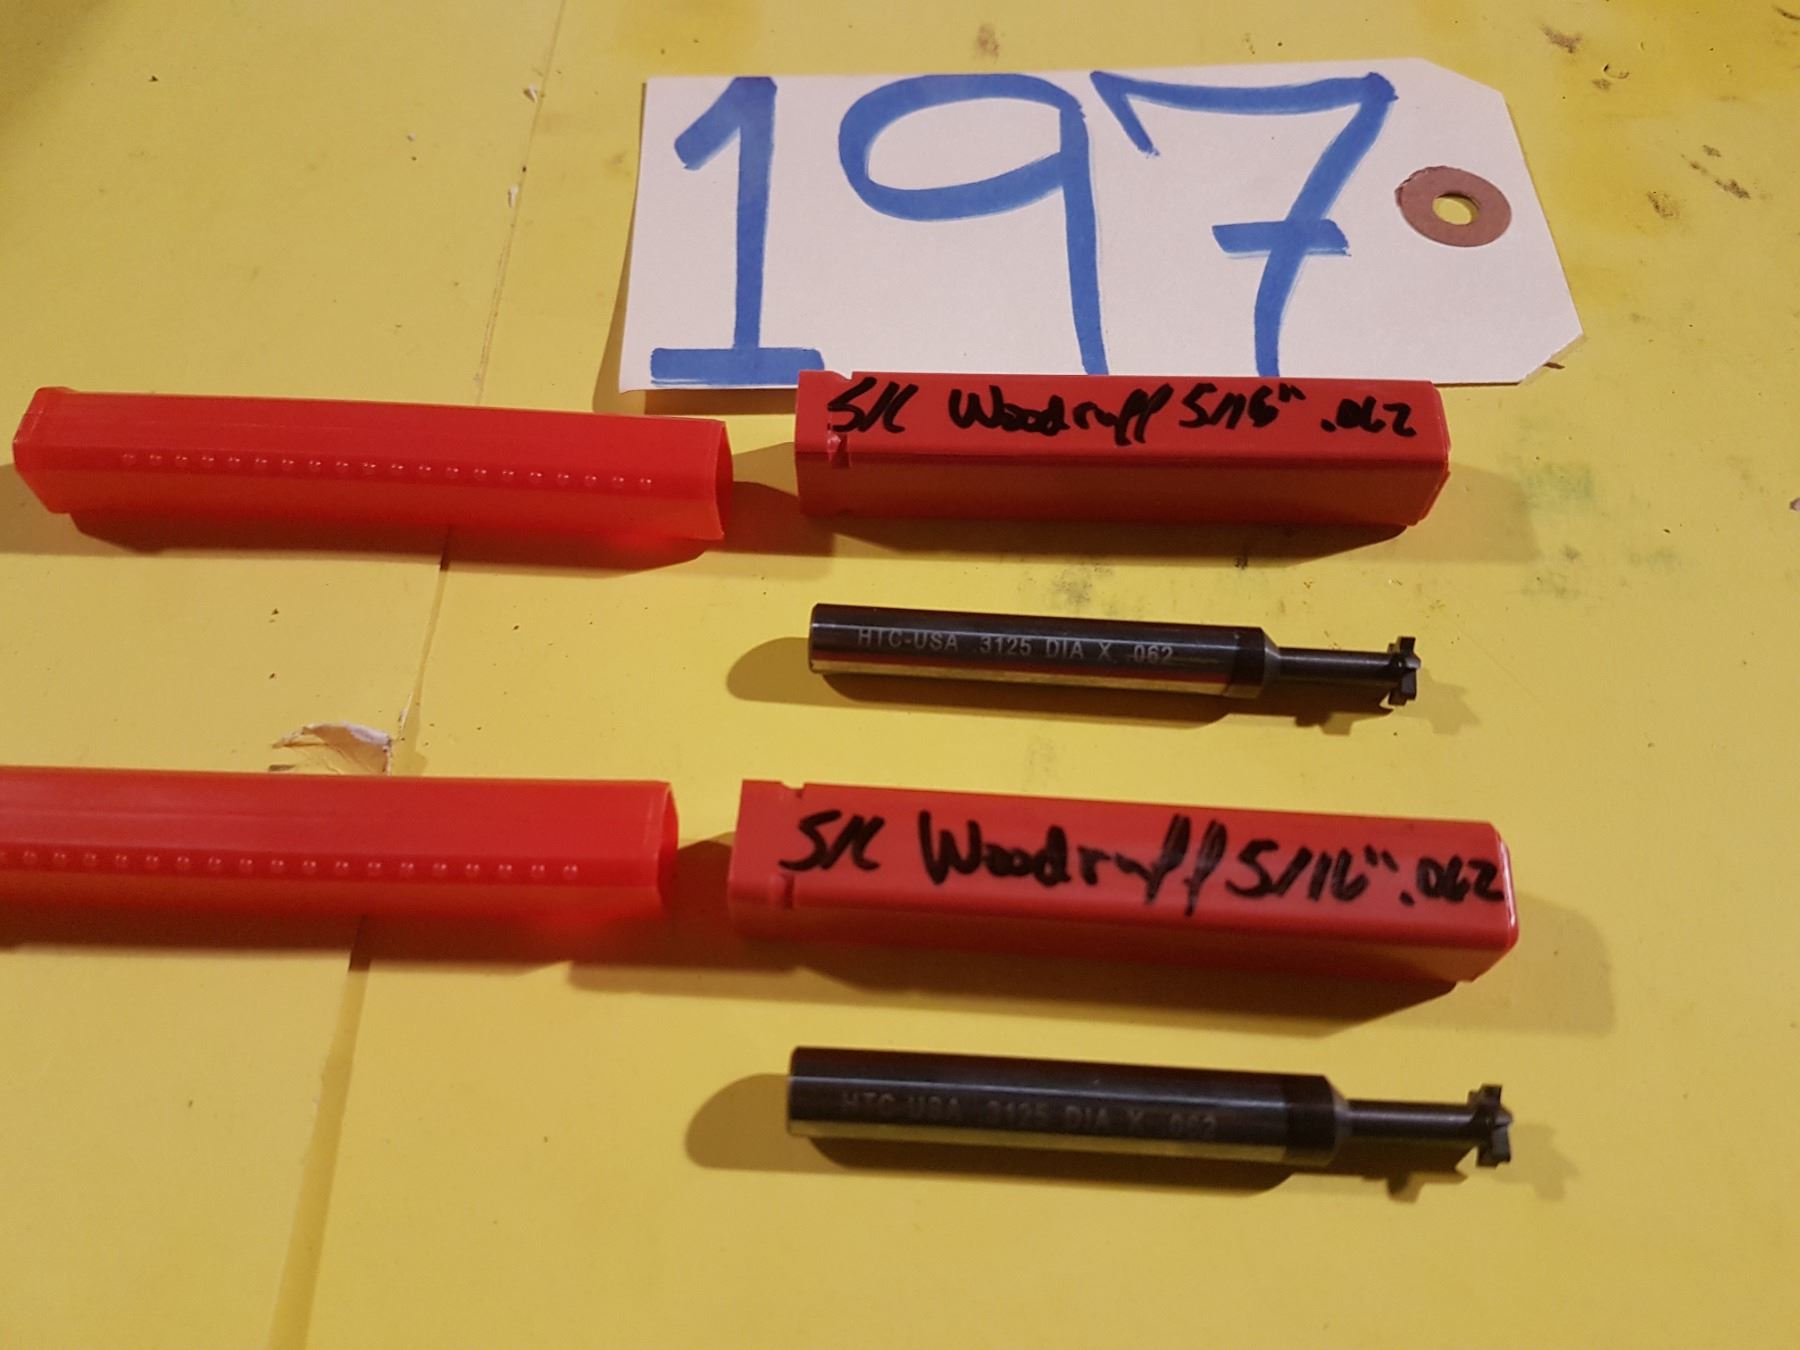 197
S/C Woodruff 5/16" .062
HTC-USA .3125 DIA X .062
S/C Woodruff 5/16" .062
HTC-USA .3125 DIA X .062